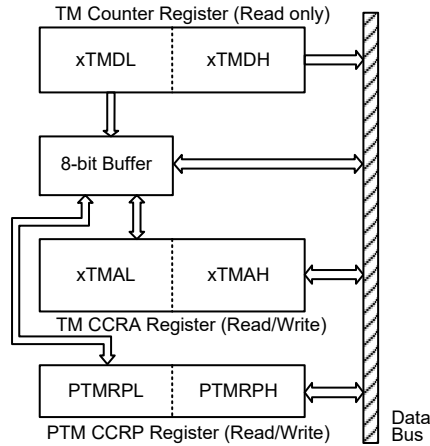 TM Counter Register (Read only)
xTMDL xTMDH
8-bit Buffer
xTMAL xTMAH
TM CCRA Register (Read/Write)
PTMRPL PTMRPH
PTM CCRP Register (Read/Write)
Data
Bus